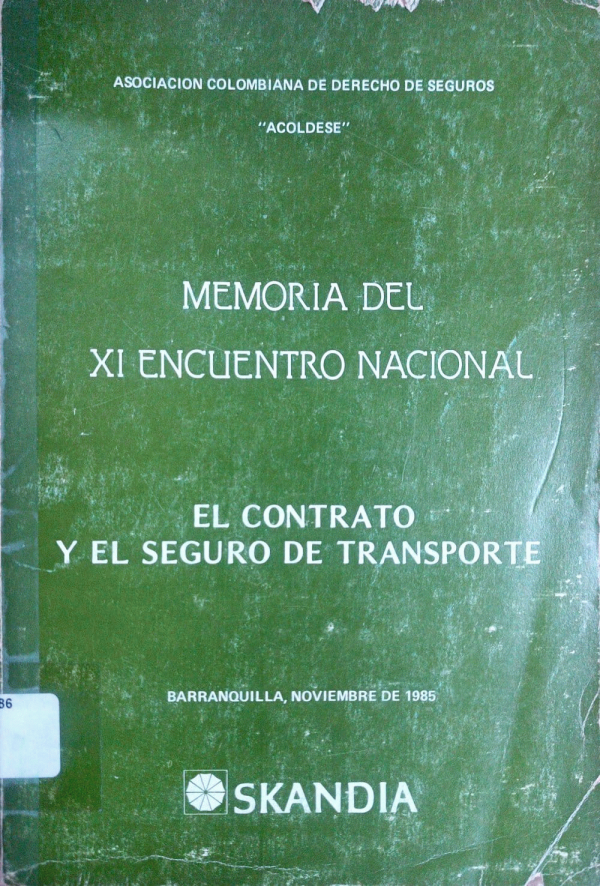 ASOCIACION COLOMBIANA DE DERECHO DE SEGUROS
"ACOLDESE"
MEMORIA DEL
XI ENCUENTRO NACIONAL
EL CONTRATO
Y EL SEGURO DE TRANSPORTE
BARRANQUILLA, NOVIEMBRE DE 1985
86
SKANDIA